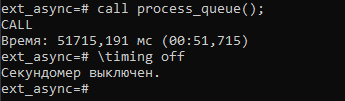 ext_async=# call process_queue();
CALL
Время: 51715,191 мс (00:51,715)
ext_async=# \timing off
Секундомер выключен.
ext_async=#